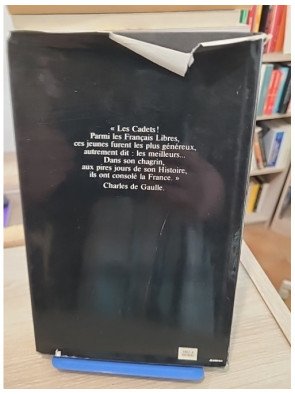 « Les Cadets!
Parmi les Français Libres,
ces jeunes furent les plus généreux,
autrement dit : les meilleurs...
Dans son chagrin,
aux pires jours de son Histoire,
ils ont consolé la France. »
Charles de Gaulle.